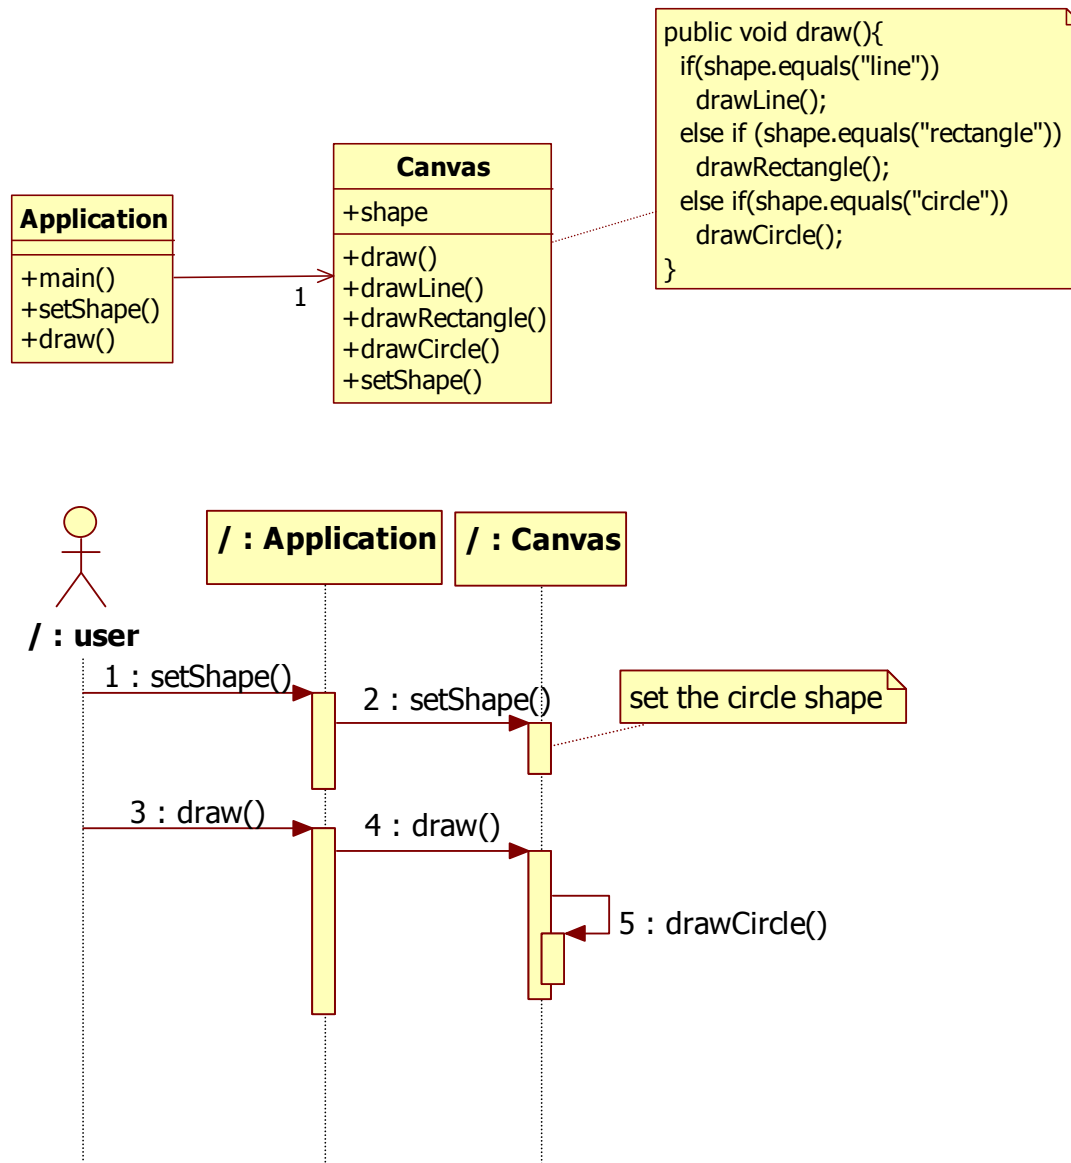 public void draw(){
if(shape.equals("line"))
drawLine();
else if (shape.equals("rectangle"))
drawRectangle();
else if(shape.equals("circle"))
drawCircle();
}
Application
+main()
+setShape()
+draw()
1
Canvas
+shape
+draw()
+drawLine()
+drawRectangle()
+drawCircle()
+setShape()
/ : user
/ : Application
/ : Canvas
1 : setShape()
2 : setShape()
set the circle shape
3 : draw()
4 : draw()
5 : drawCircle()